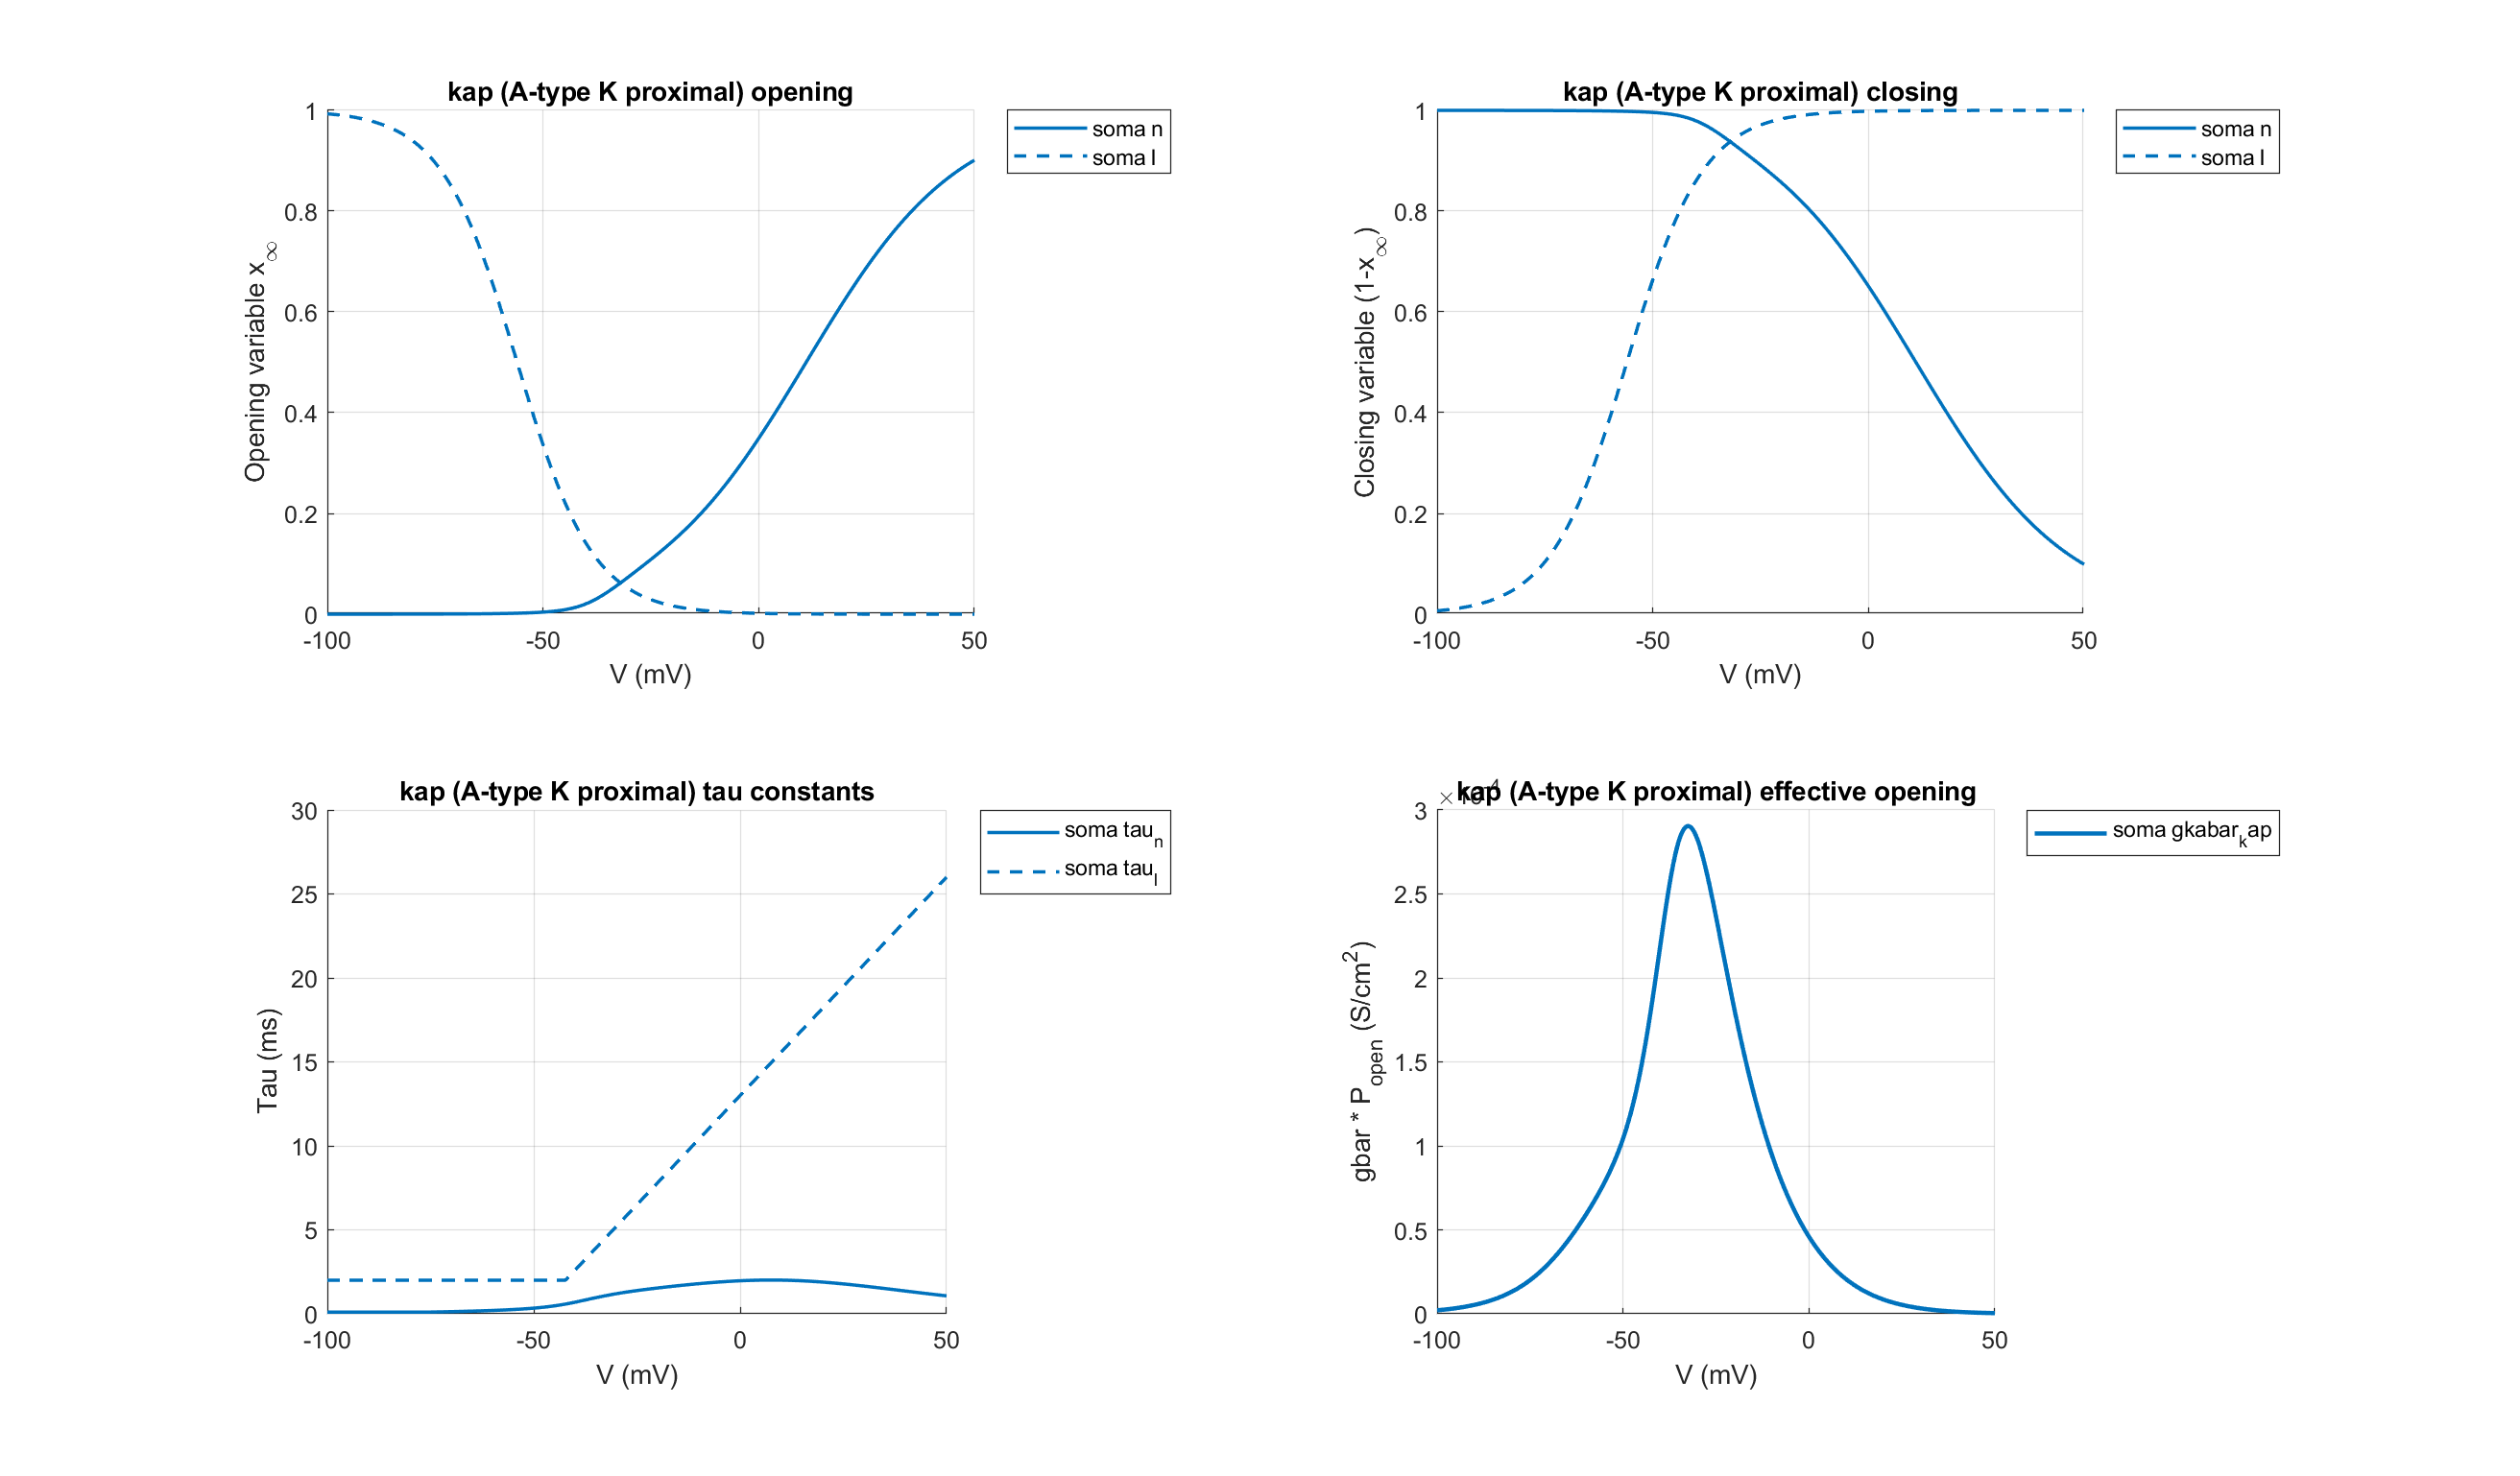 kap (A-type K proximal) opening
1
0.8
0.6
0.4
0.2
0
-100
-50
0
50
V (mV)
Opening variable x∞
soma n
soma l
kap (A-type K proximal) closing
1
0.8
0.6
0.4
0.2
0
-100
-50
0
50
V (mV)
Closing variable (1-x∞)
soma n
soma l
kap (A-type K proximal) tau constants
30
25
20
15
10
5
0
-100
-50
0
50
V (mV)
Tau (ms)
soma tau_n
soma tau_l
kap (A-type K proximal) effective opening
3
2.5
2
1.5
1
0.5
0
-100
-50
0
50
V (mV)
gbar * P_open (S/cm²)
soma gkabar_kap